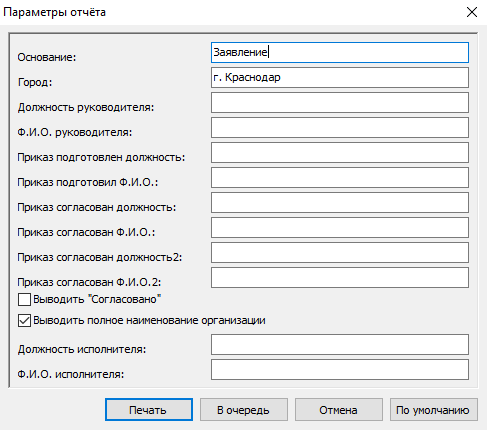 Параметры отчёта
Основание: Заявление
Город: г. Краснодар
Должность руководителя:
Ф.И.О. руководителя:
Приказ подготовлен должность:
Приказ подготовил Ф.И.О.:
Приказ согласован должность:
Приказ согласован Ф.И.О.:
Приказ согласован должность2:
Приказ согласован Ф.И.О.2:
Выводить "Согласовано"
Выводить полное наименование организации
Должность исполнителя:
Ф.И.О. исполнителя:
Печать В очередь Отмена По умолчанию